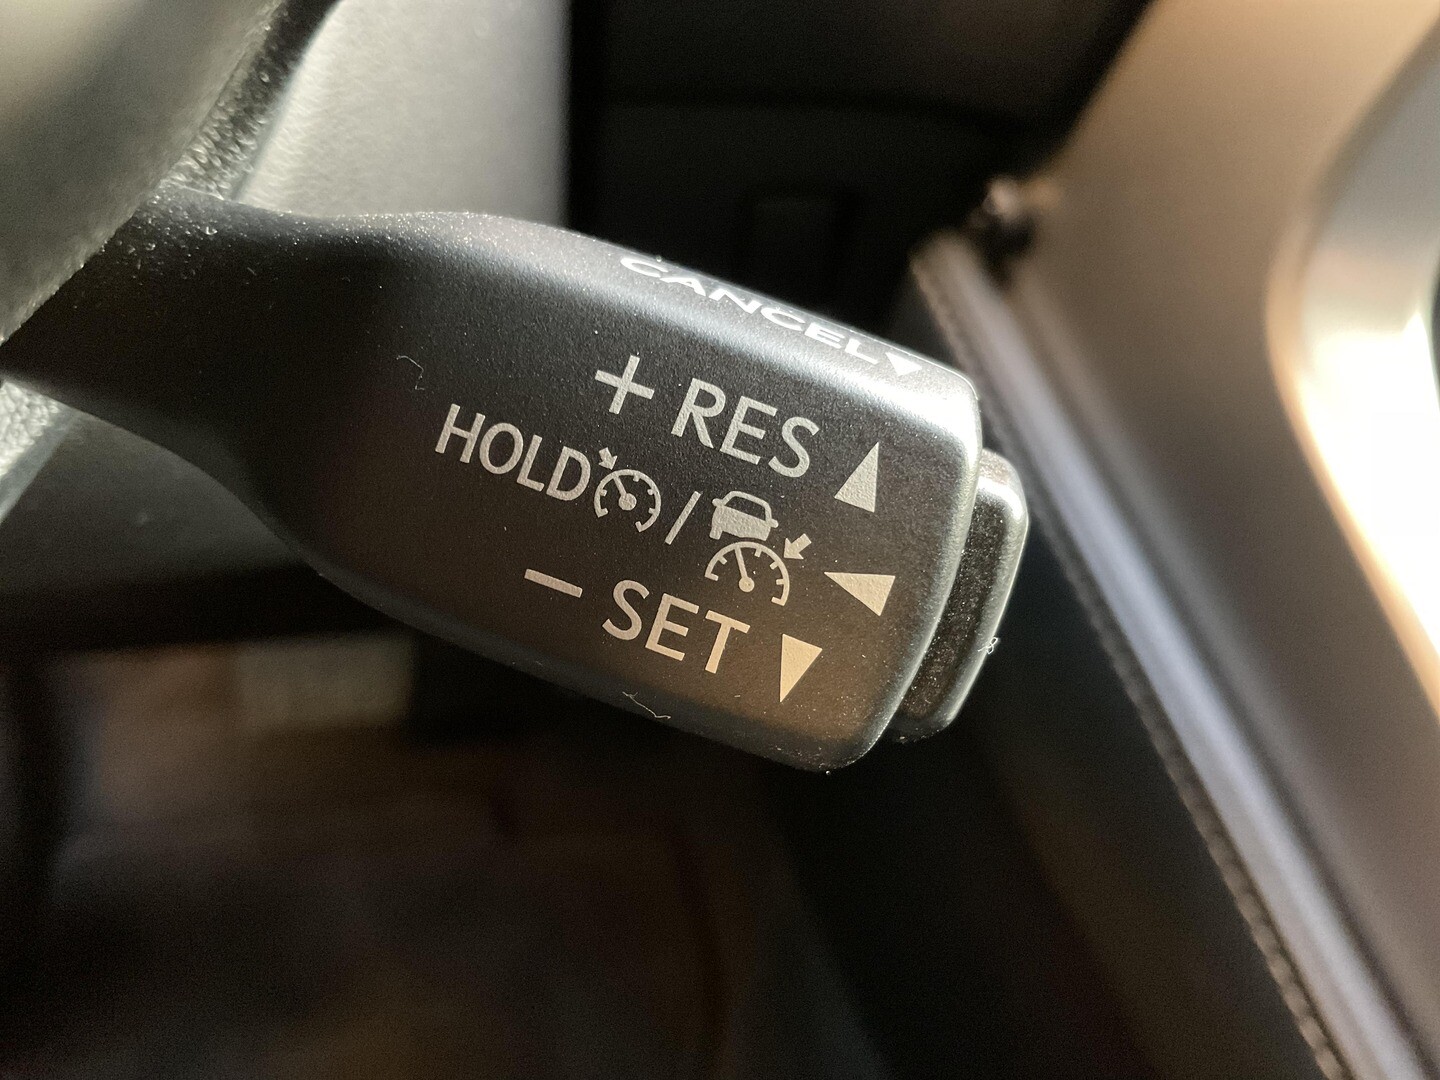 CANCEL
+ RES
HOLD /
− SET